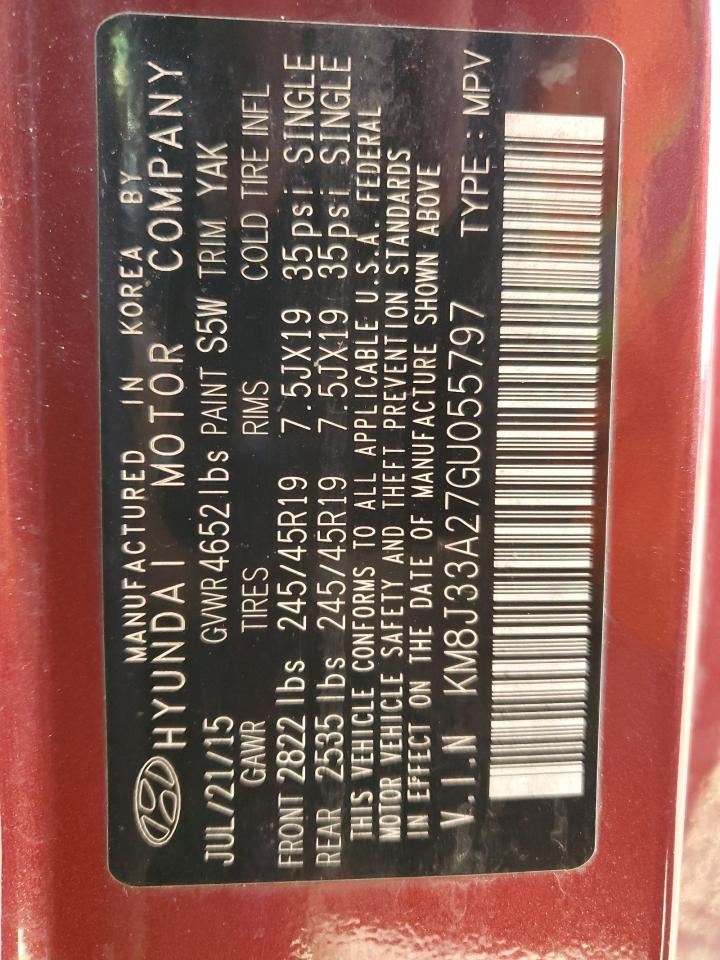 MANUFACTURED IN KOREA BY
HYUNDAI MOTOR COMPANY
JUL/21/15 GVWR 4652 lbs PAINT S5W TRIM YAK
GAWR TIRES RIMS COLD TIRE INFL
FRONT 2822 lbs 245/45R19 7.5JX19 35psi SINGLE
REAR 2535 lbs 245/45R19 7.5JX19 35psi SINGLE
THIS VEHICLE CONFORMS TO ALL APPLICABLE U.S.A. FEDERAL
MOTOR VEHICLE SAFETY AND THEFT PREVENTION STANDARDS
IN EFFECT ON THE DATE OF MANUFACTURE SHOWN ABOVE
V.I.N KM8J33A27GU055797 TYPE : MPV